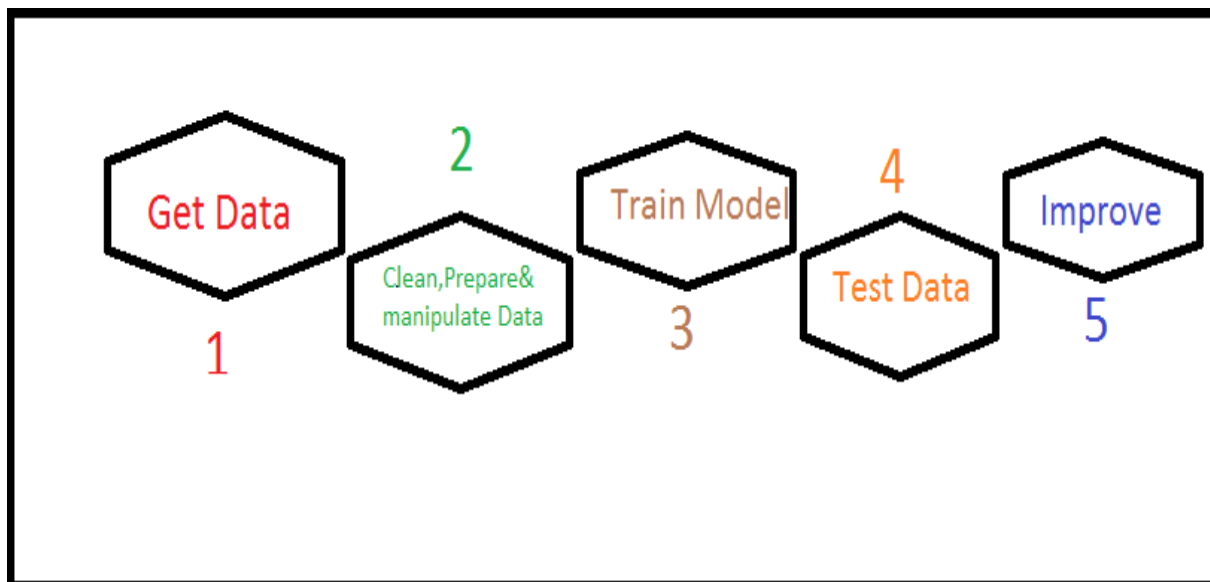 Get Data
1
2
Clean,Prepare&
manipulate Data
Train Model
3
4
Test Data
Improve
5